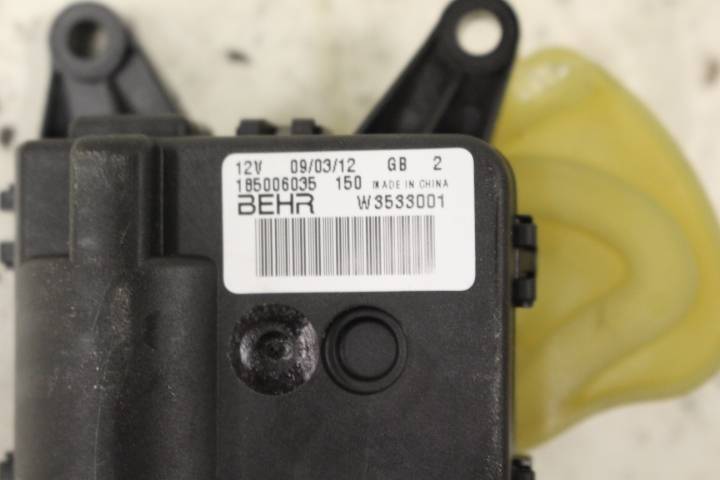 12V 09/03/12 GB 2
185006035 150 MADE IN CHINA
BEHR W3533001